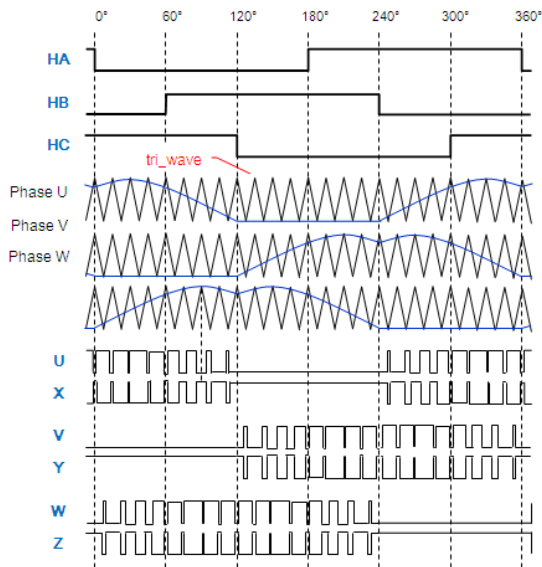 0° 60° 120° 180° 240° 300° 360°
HA
HB
HC
tri_wave
Phase U
Phase V
Phase W
U
X
V
Y
W
Z